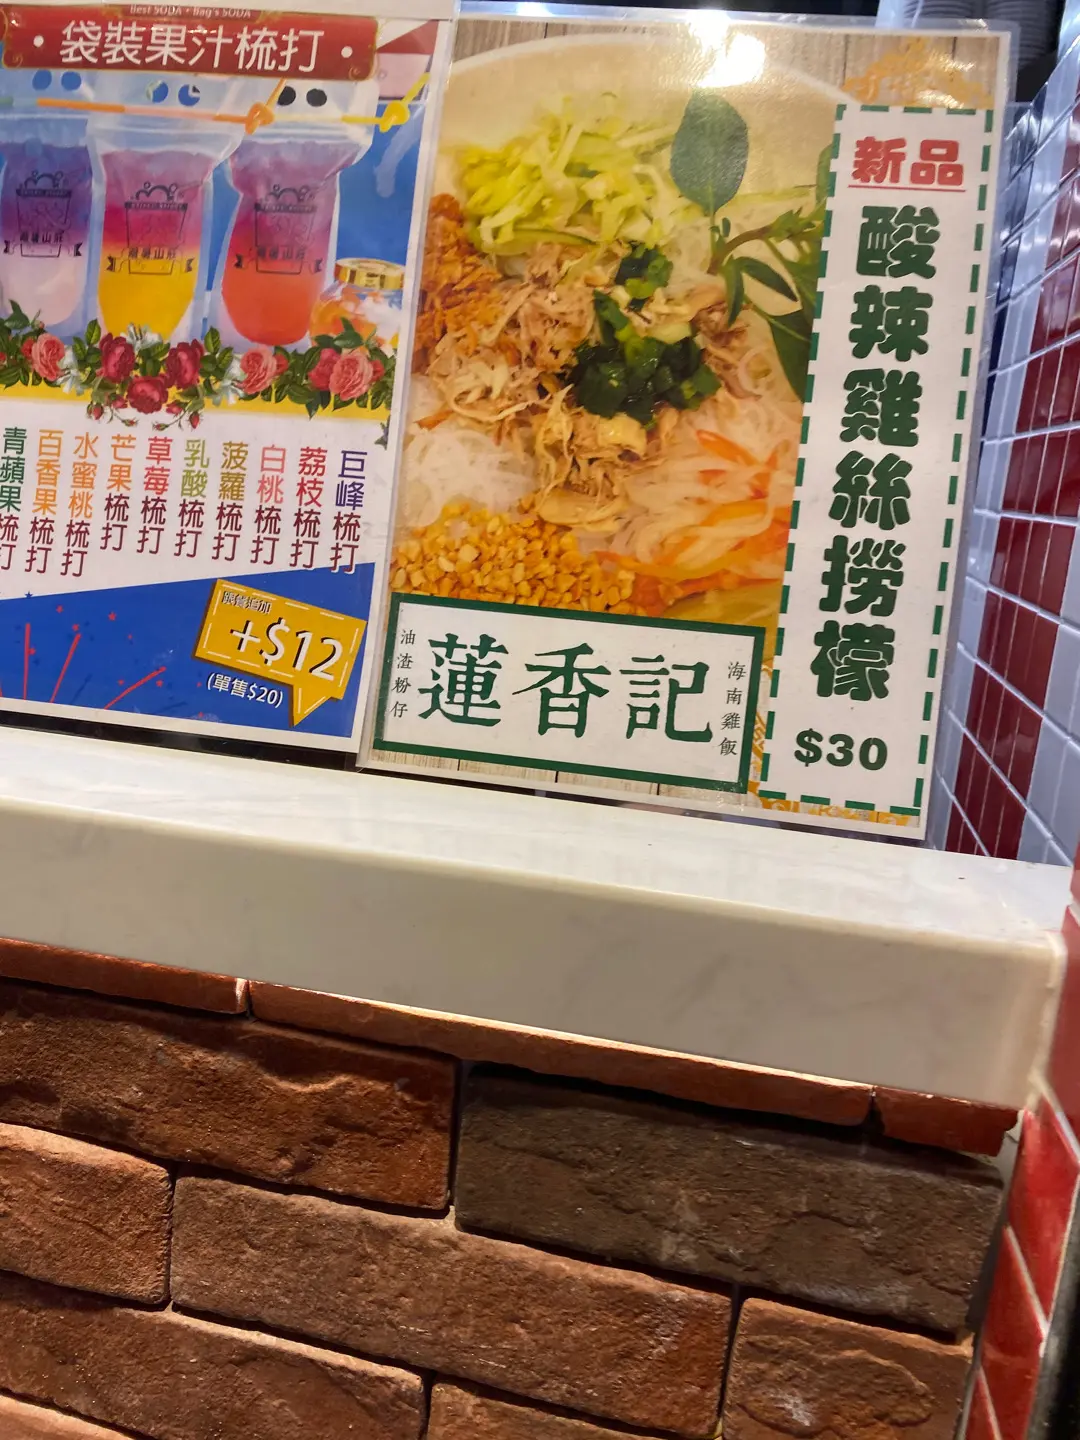 Best SODA • Bag's SODA
• 袋裝果汁梳打 •
巨峰梳打
荔枝梳打
白桃梳打
菠蘿梳打
乳酸梳打
草莓梳打
芒果梳打
水蜜桃梳打
百香果梳打
青蘋果梳打
+$12
(單售$20)
新品
酸辣雞絲撈檬
$30
海南雞飯
蓮香記
油渣粉仔